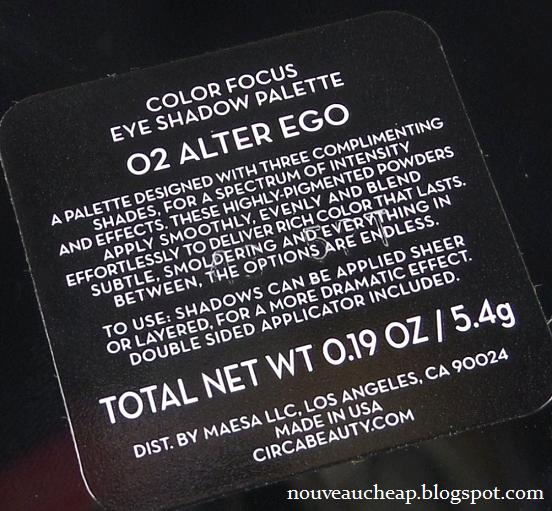 COLOR FOCUS
EYE SHADOW PALETTE
02 ALTER EGO
A PALETTE DESIGNED WITH THREE COMPLIMENTING
SHADES, FOR A SPECTRUM OF INTENSITY
AND EFFECTS. THESE HIGHLY-PIGMENTED POWDERS
APPLY SMOOTHLY, EVENLY AND BLEND
EFFORTLESSLY TO DELIVER RICH COLOR THAT LASTS.
SUBTLE, SMOLDERING AND EVERYTHING IN
BETWEEN, THE OPTIONS ARE ENDLESS.
TO USE: SHADOWS CAN BE APPLIED SHEER
OR LAYERED, FOR A MORE DRAMATIC EFFECT.
DOUBLE SIDED APPLICATOR INCLUDED.
TOTAL NET WT 0.19 OZ / 5.4g
DIST. BY MAESA LLC, LOS ANGELES, CA 90024
MADE IN USA
CIRCABEAUTY.COM
nouveaucheap.blogspot.com